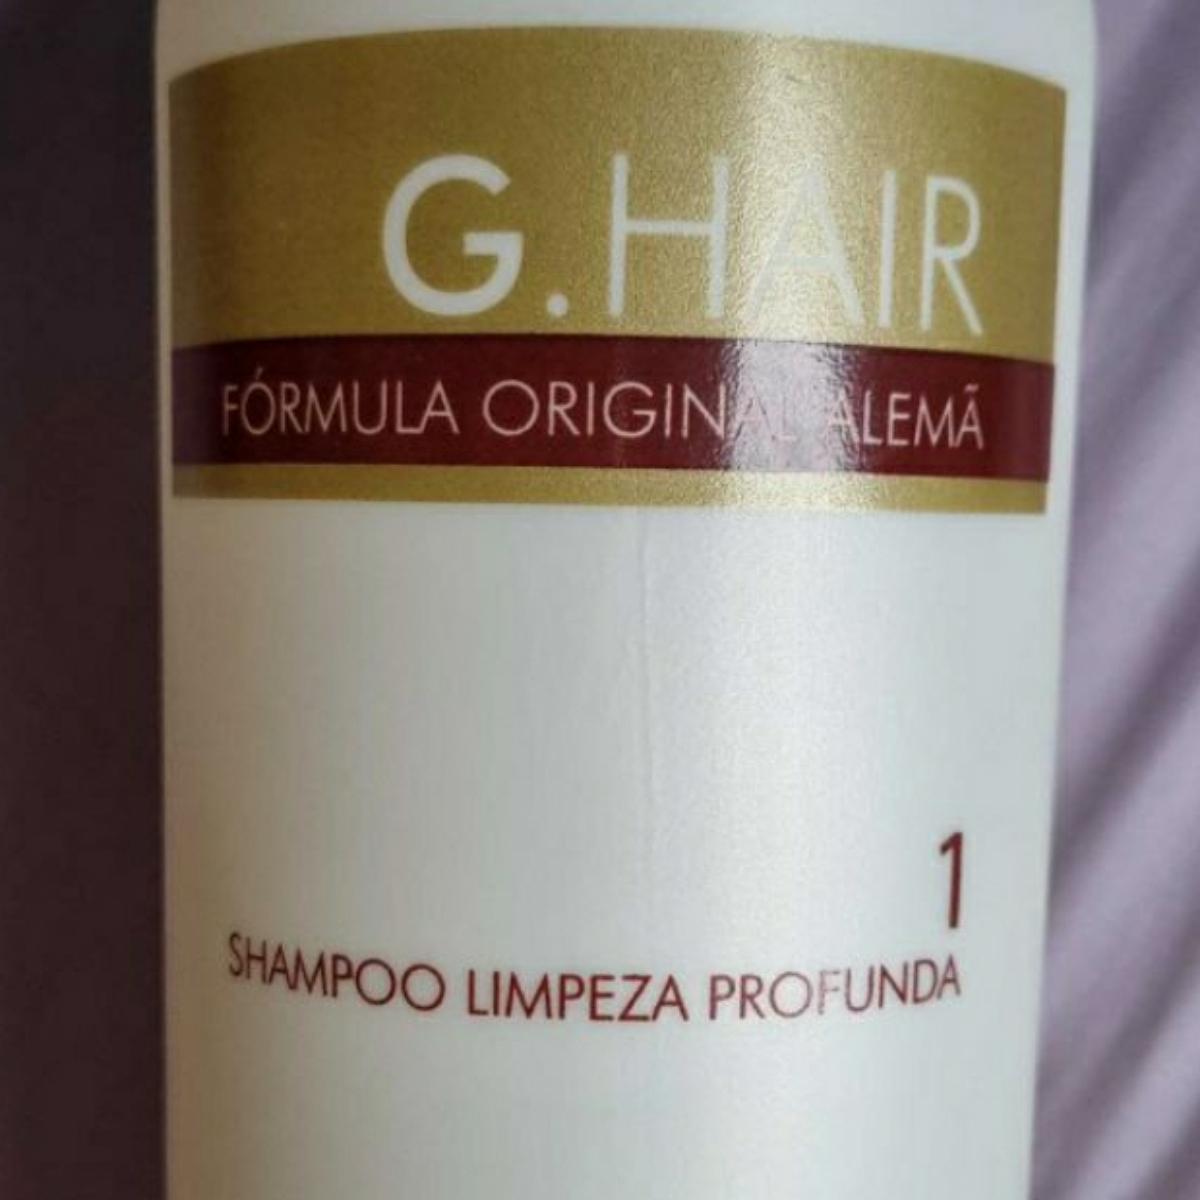 G.HAIR
FÓRMULA ORIGINAL ALEMÃ
1
SHAMPOO LIMPEZA PROFUNDA